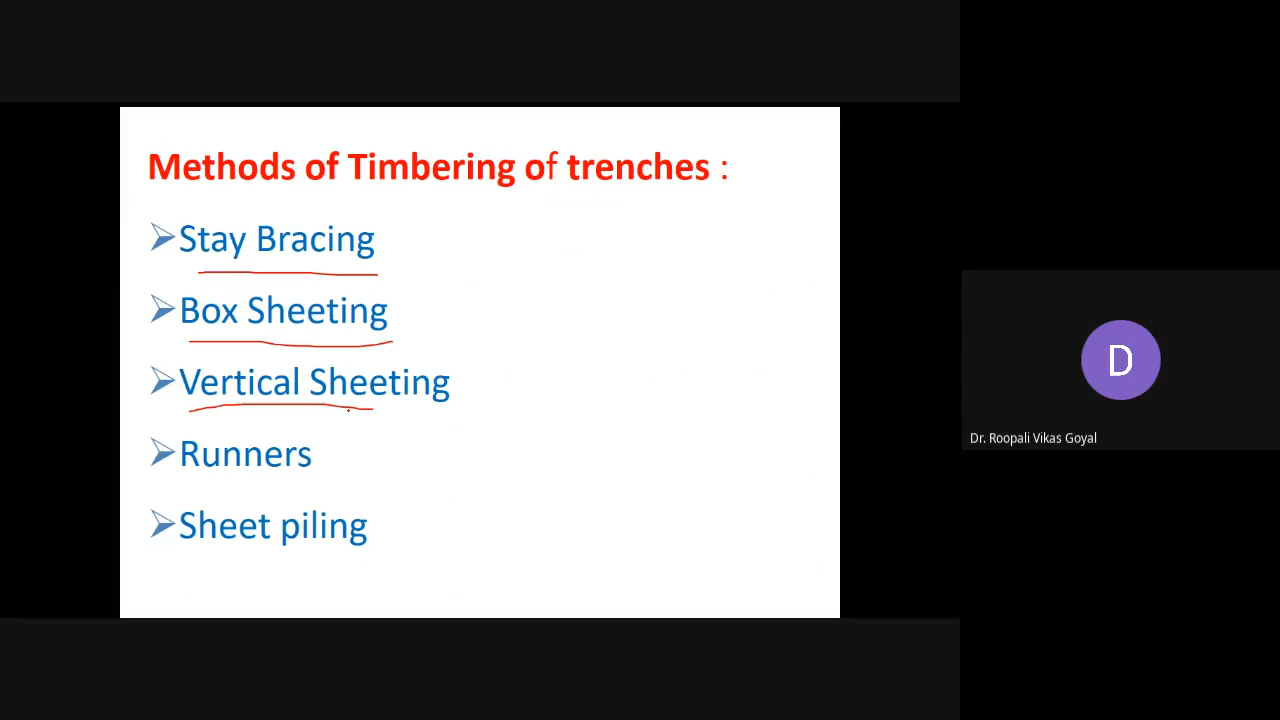 Methods of Timbering of trenches :
Stay Bracing
Box Sheeting
Vertical Sheeting
Runners
Sheet piling
D
Dr. Roopali Vikas Goyal